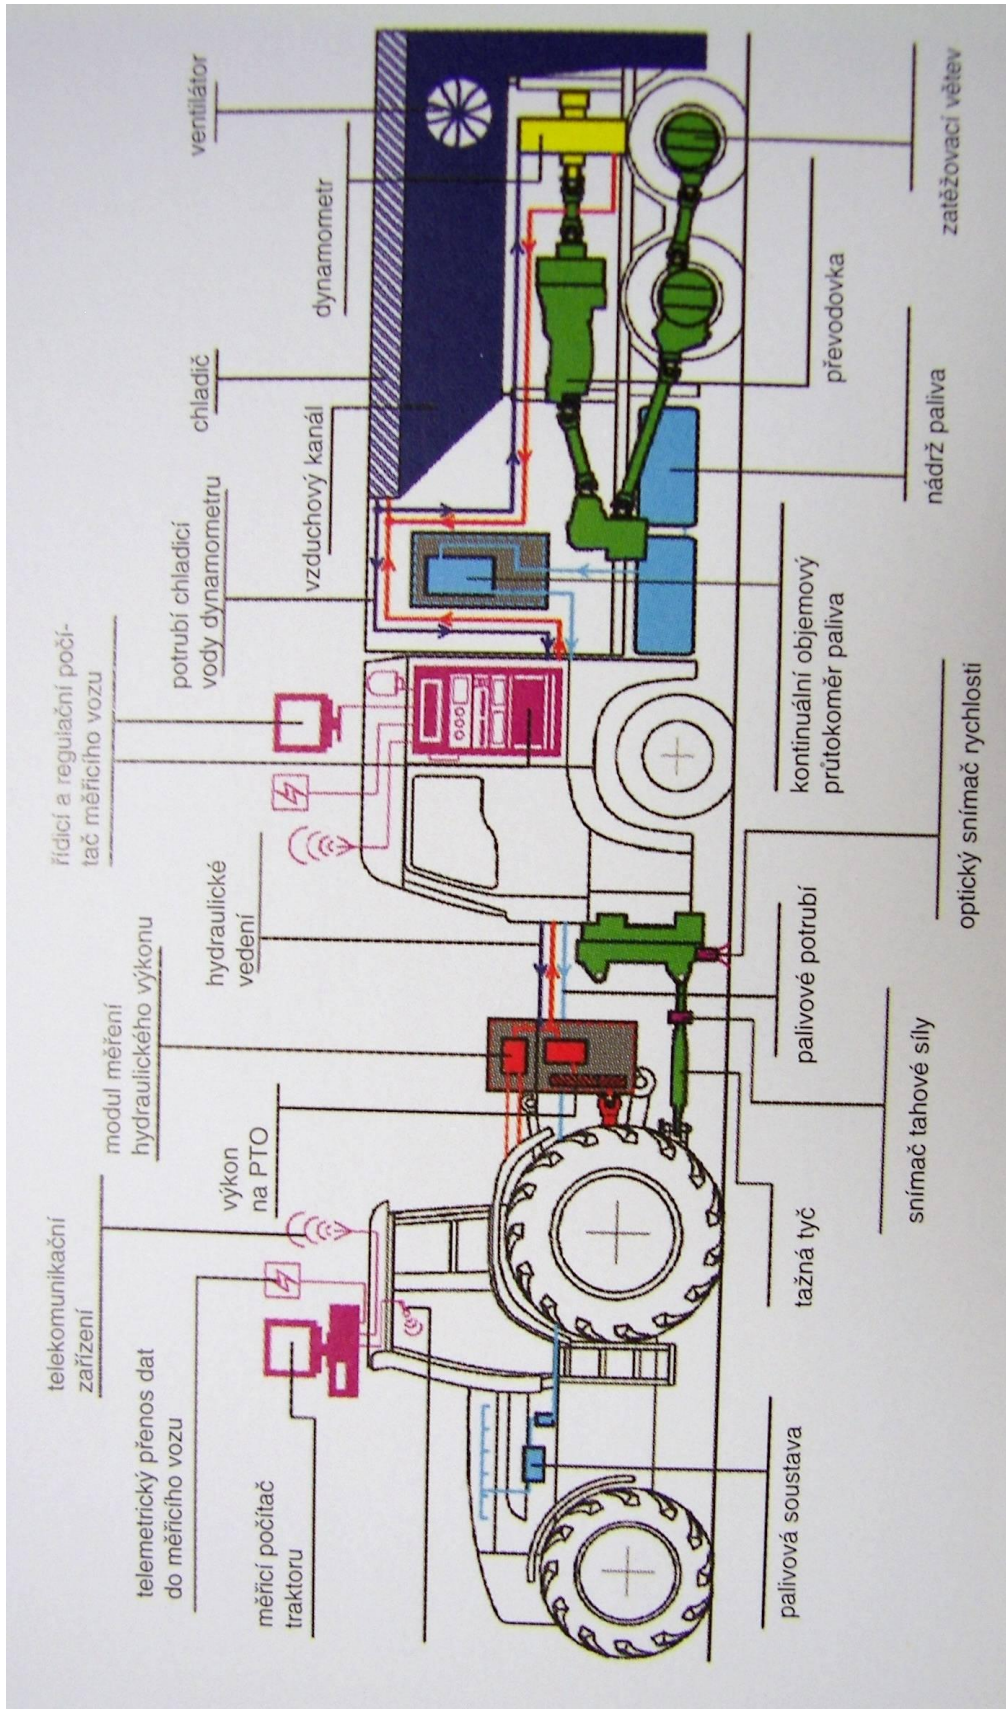 telekomunikační
zařízení
telemetrický přenos dat
do měřicího vozu
měřicí počítač
traktoru
modul měření
hydraulického výkonu
výkon
na PTO
hydraulické
vedení
řídicí a regulační počí-
tač měřicího vozu
potrubí chladicí
vody dynamometru
vzduchový kanál
chladič
dynamometr
ventilátor
palivová soustava
tažná tyč
snímač tahové síly
palivové potrubí
optický snímač rychlosti
kontinuální objemový
průtokoměr paliva
nádrž paliva
převodovka
zatěžovací větev